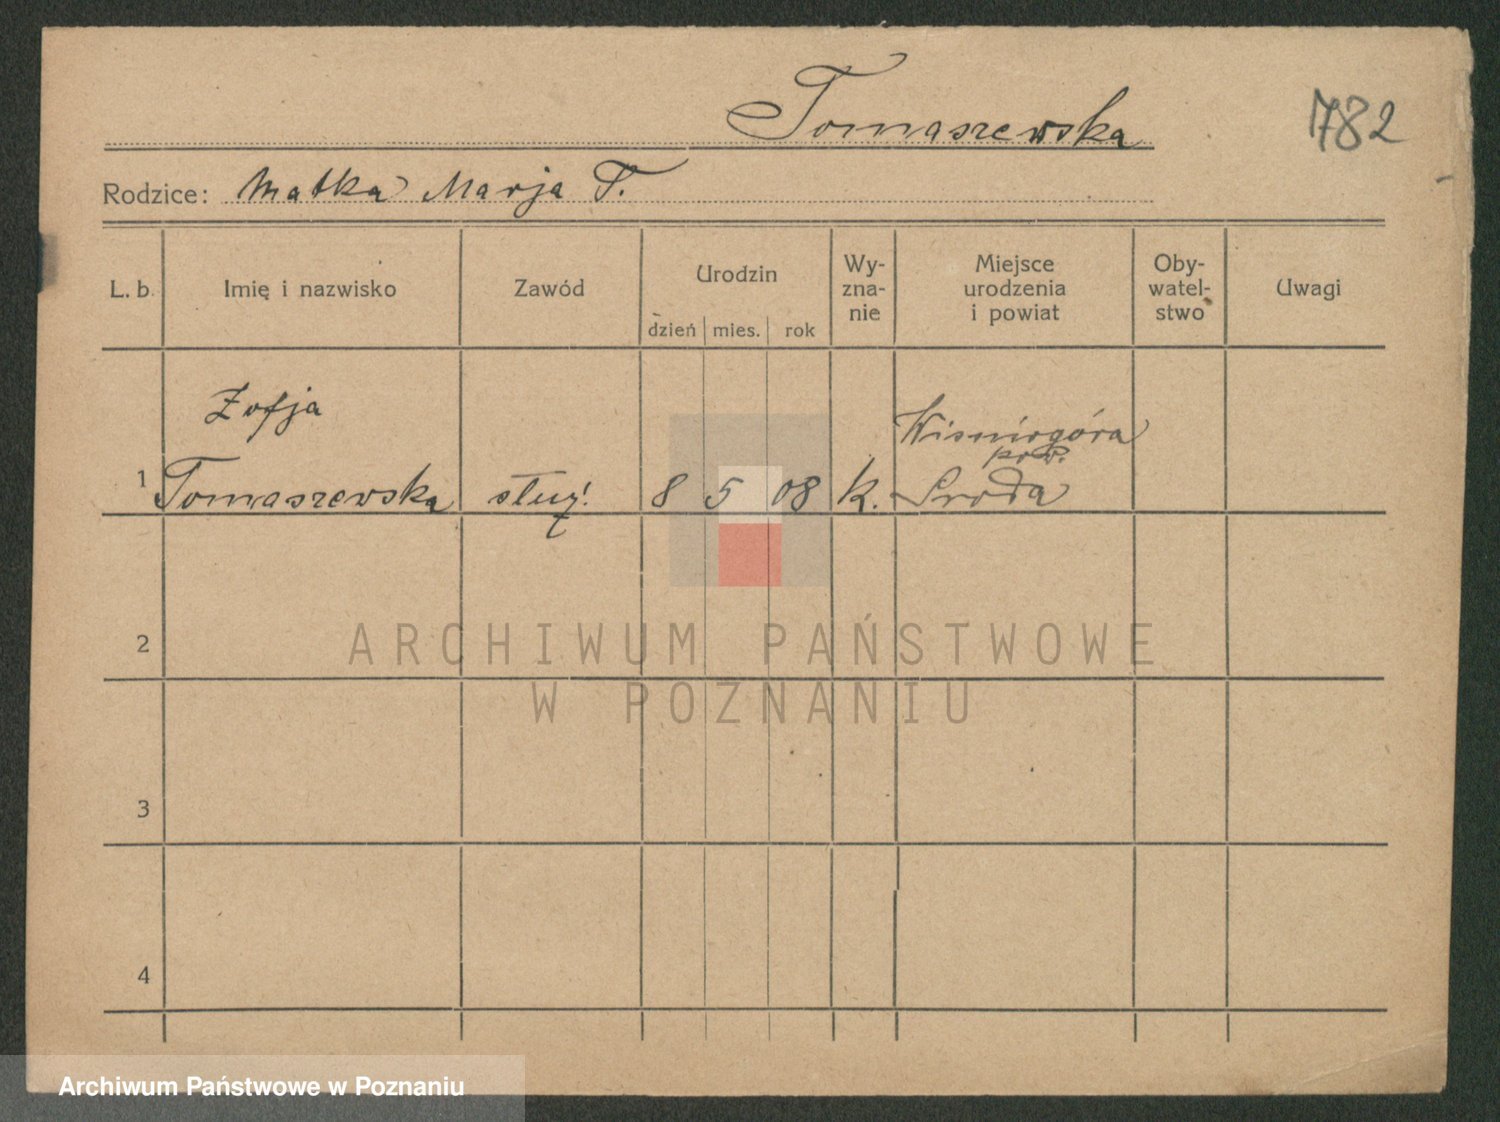 Tomaszewska
1782
Rodzice: Matka Marja T.
L. b. Imię i nazwisko Zawód Urodzin Wy-zna-nie Miejsce urodzenia i powiat Oby-watel-stwo Uwagi
dzień mies. rok
Zofja
Wisniogóra
pow.
1 Tomaszewska służ. 8 5 08 k. Sroda
2
ARCHIWUM PAŃSTWOWE
W POZNANIU
3
4
Archiwum Państwowe w Poznaniu